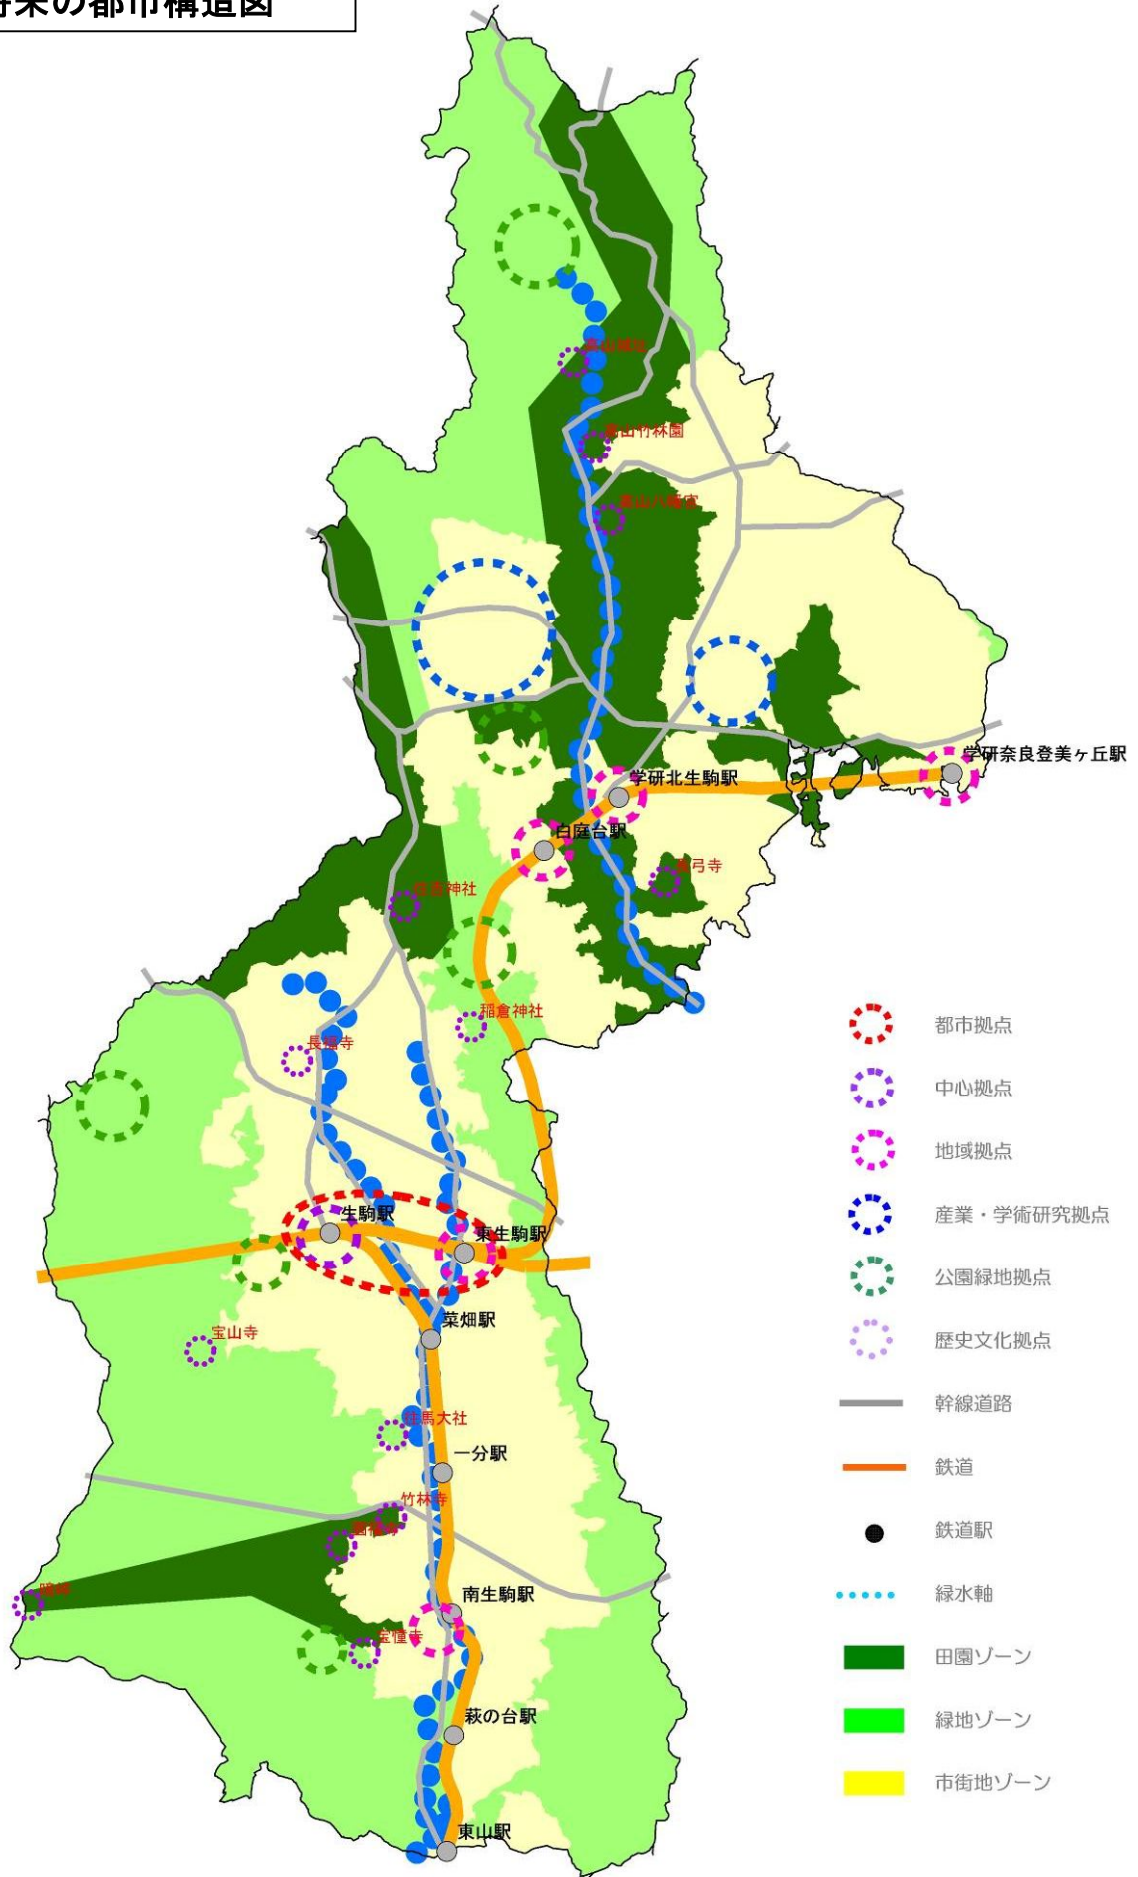 将来の都市構造図
高山城址
高山竹林園
高山八幡宮
学研奈良登美ヶ丘駅
学研北生駒駅
白庭台駅
長弓寺
住吉神社
稲倉神社
長福寺
生駒駅
東生駒駅
菜畑駅
宝山寺
往馬大社
一分駅
竹林寺
南生駒駅
宝幢寺
萩の台駅
東山駅
都市拠点
中心拠点
地域拠点
産業・学術研究拠点
公園緑地拠点
歴史文化拠点
幹線道路
鉄道
鉄道駅
緑水軸
田園ゾーン
緑地ゾーン
市街地ゾーン